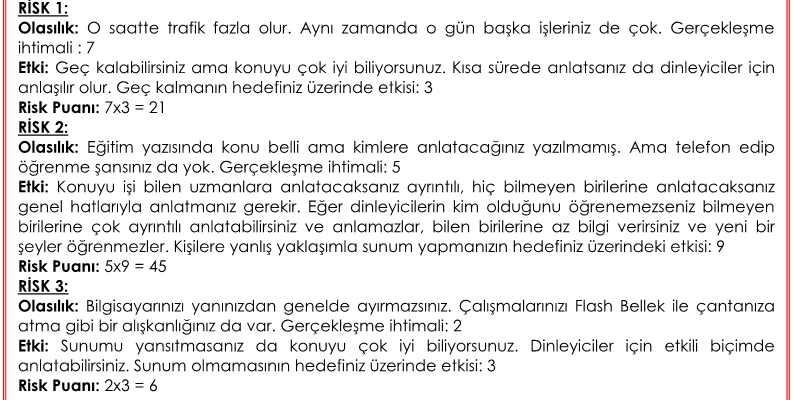 RİSK 1:
Olasılık: O saatte trafik fazla olur. Aynı zamanda o gün başka işleriniz de çok. Gerçekleşme
ihtimali : 7
Etki: Geç kalabilirsiniz ama konuyu çok iyi biliyorsunuz. Kısa sürede anlatsanız da dinleyiciler için
anlaşılır olur. Geç kalmanın hedefiniz üzerinde etkisi: 3
Risk Puanı: 7x3 = 21
RİSK 2:
Olasılık: Eğitim yazısında konu belli ama kimlere anlatacağınız yazılmamış. Ama telefon edip
öğrenme şansınız da yok. Gerçekleşme ihtimali: 5
Etki: Konuyu işi bilen uzmanlara anlatacaksanız ayrıntılı, hiç bilmeyen birilerine anlatacaksanız
genel hatlarıyla anlatmanız gerekir. Eğer dinleyicilerin kim olduğunu öğrenemezseniz bilmeyen
birilerine çok ayrıntılı anlatabilirsiniz ve anlamazlar, bilen birilerine az bilgi verirsiniz ve yeni bir
şeyler öğrenmezler. Kişilere yanlış yaklaşımla sunum yapmanızın hedefiniz üzerindeki etkisi: 9
Risk Puanı: 5x9 = 45
RİSK 3:
Olasılık: Bilgisayarınızı yanınızdan genelde ayırmazsınız. Çalışmalarınızı Flash Bellek ile çantanıza
atma gibi bir alışkanlığınız da var. Gerçekleşme ihtimali: 2
Etki: Sunumu yansıtmasanız da konuyu çok iyi biliyorsunuz. Dinleyiciler için etkili biçimde
anlatabilirsiniz. Sunum olmamasının hedefiniz üzerinde etkisi: 3
Risk Puanı: 2x3 = 6